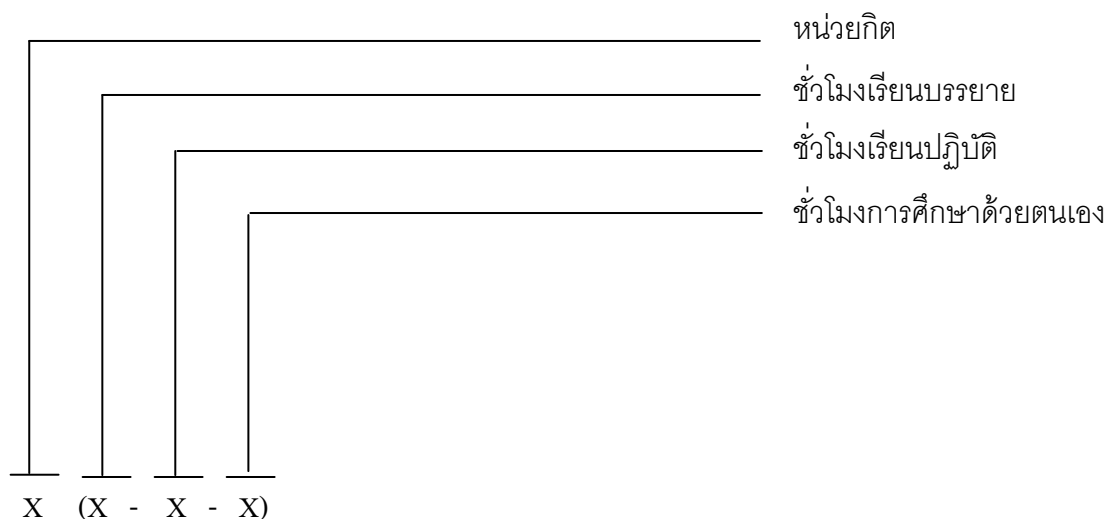 หน่วยกิต
ชั่วโมงเรียนบรรยาย
ชั่วโมงเรียนปฏิบัติ
ชั่วโมงการศึกษาด้วยตนเอง
X (X - X - X)